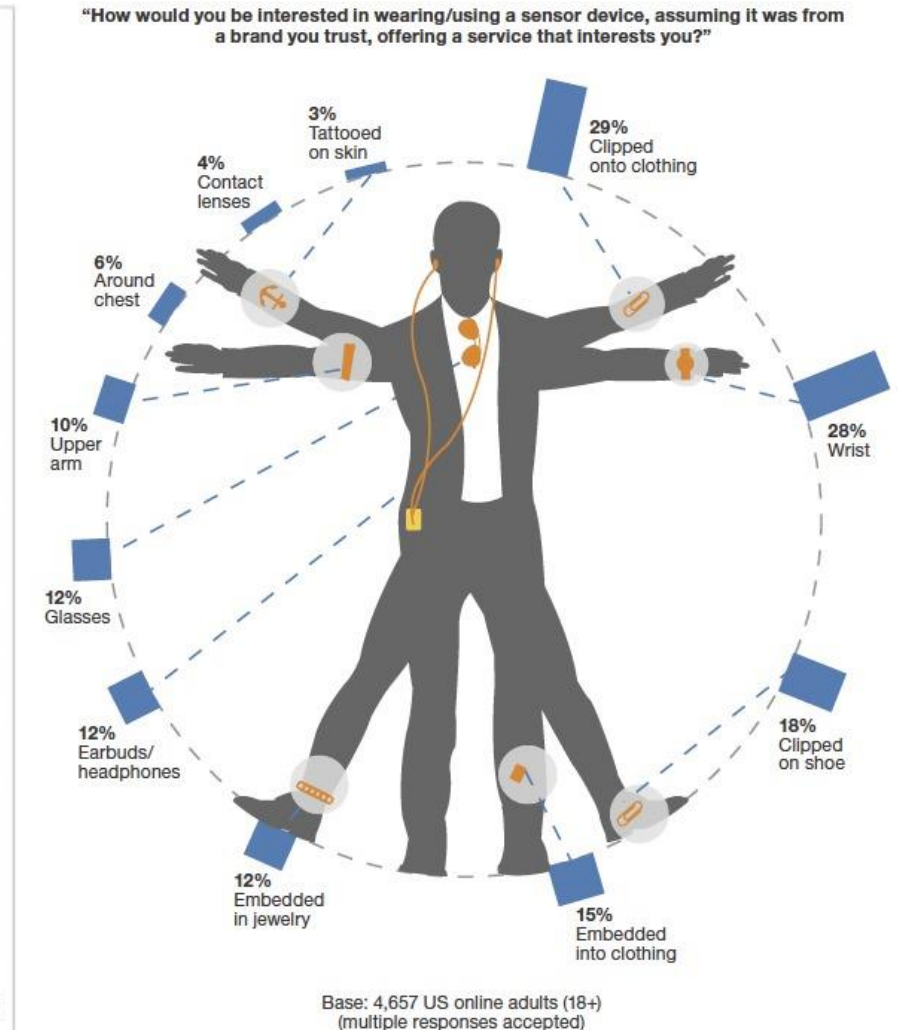 “How would you be interested in wearing/using a sensor device, assuming it was from
a brand you trust, offering a service that interests you?”
3%
Tattooed
on skin
29%
Clipped
onto clothing
4%
Contact
lenses
6%
Around
chest
10%
Upper
arm
28%
Wrist
12%
Glasses
12%
Earbuds/
headphones
18%
Clipped
on shoe
12%
Embedded
in jewelry
15%
Embedded
into clothing
Base: 4,657 US online adults (18+)
(multiple responses accepted)